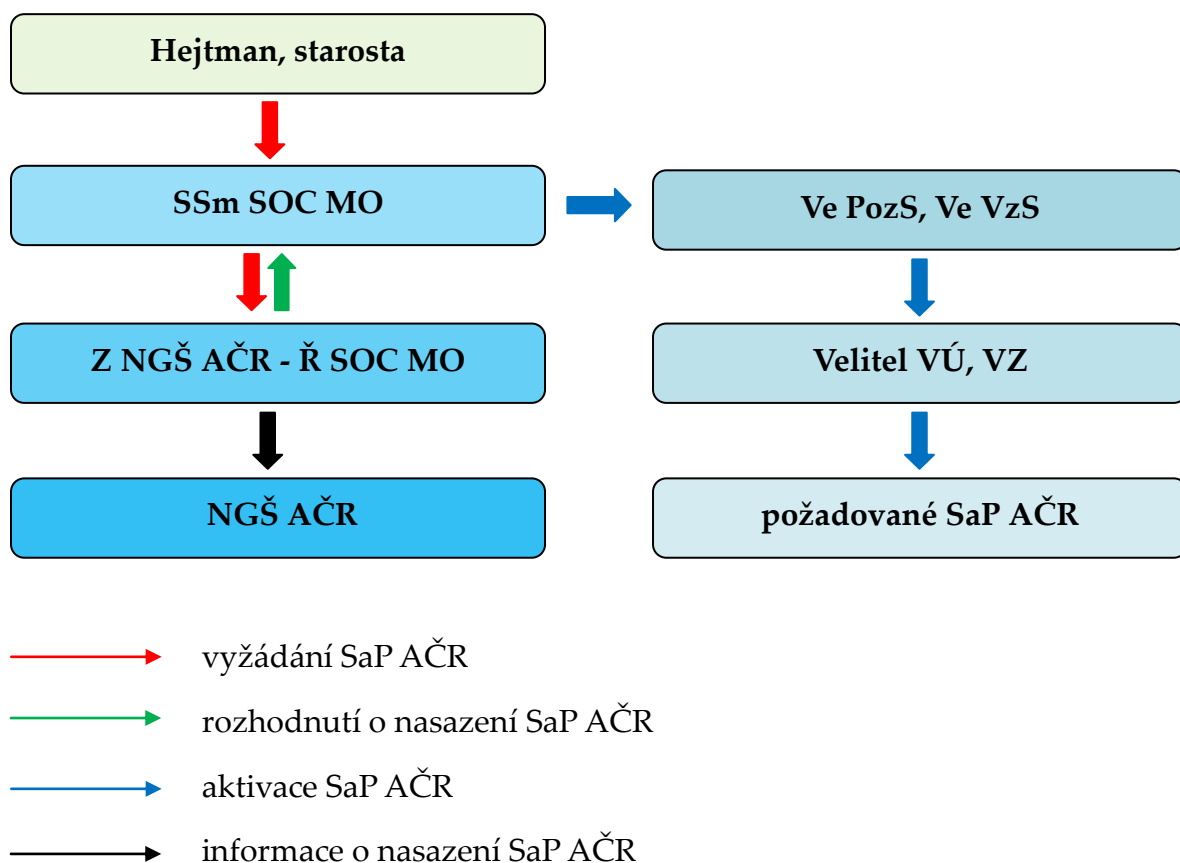 Hejtman, starosta
SSm SOC MO
Ve PozS, Ve VzS
Z NGŠ AČR - Ř SOC MO
Velitel VÚ, VZ
NGŠ AČR
požadované SaP AČR
vyžádání SaP AČR
rozhodnutí o nasazení SaP AČR
aktivace SaP AČR
informace o nasazení SaP AČR